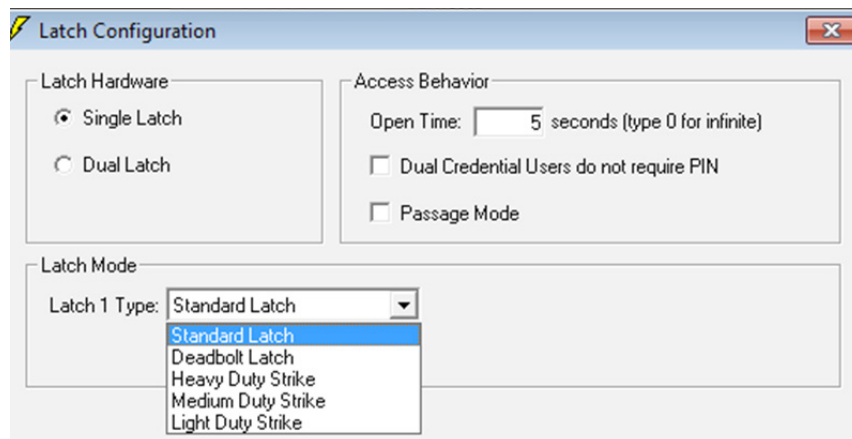 Latch Configuration
Latch Hardware
Single Latch
Dual Latch
Access Behavior
Open Time: 5 seconds (type 0 for infinite)
Dual Credential Users do not require PIN
Passage Mode
Latch Mode
Latch 1 Type: Standard Latch
Standard Latch
Deadbolt Latch
Heavy Duty Strike
Medium Duty Strike
Light Duty Strike